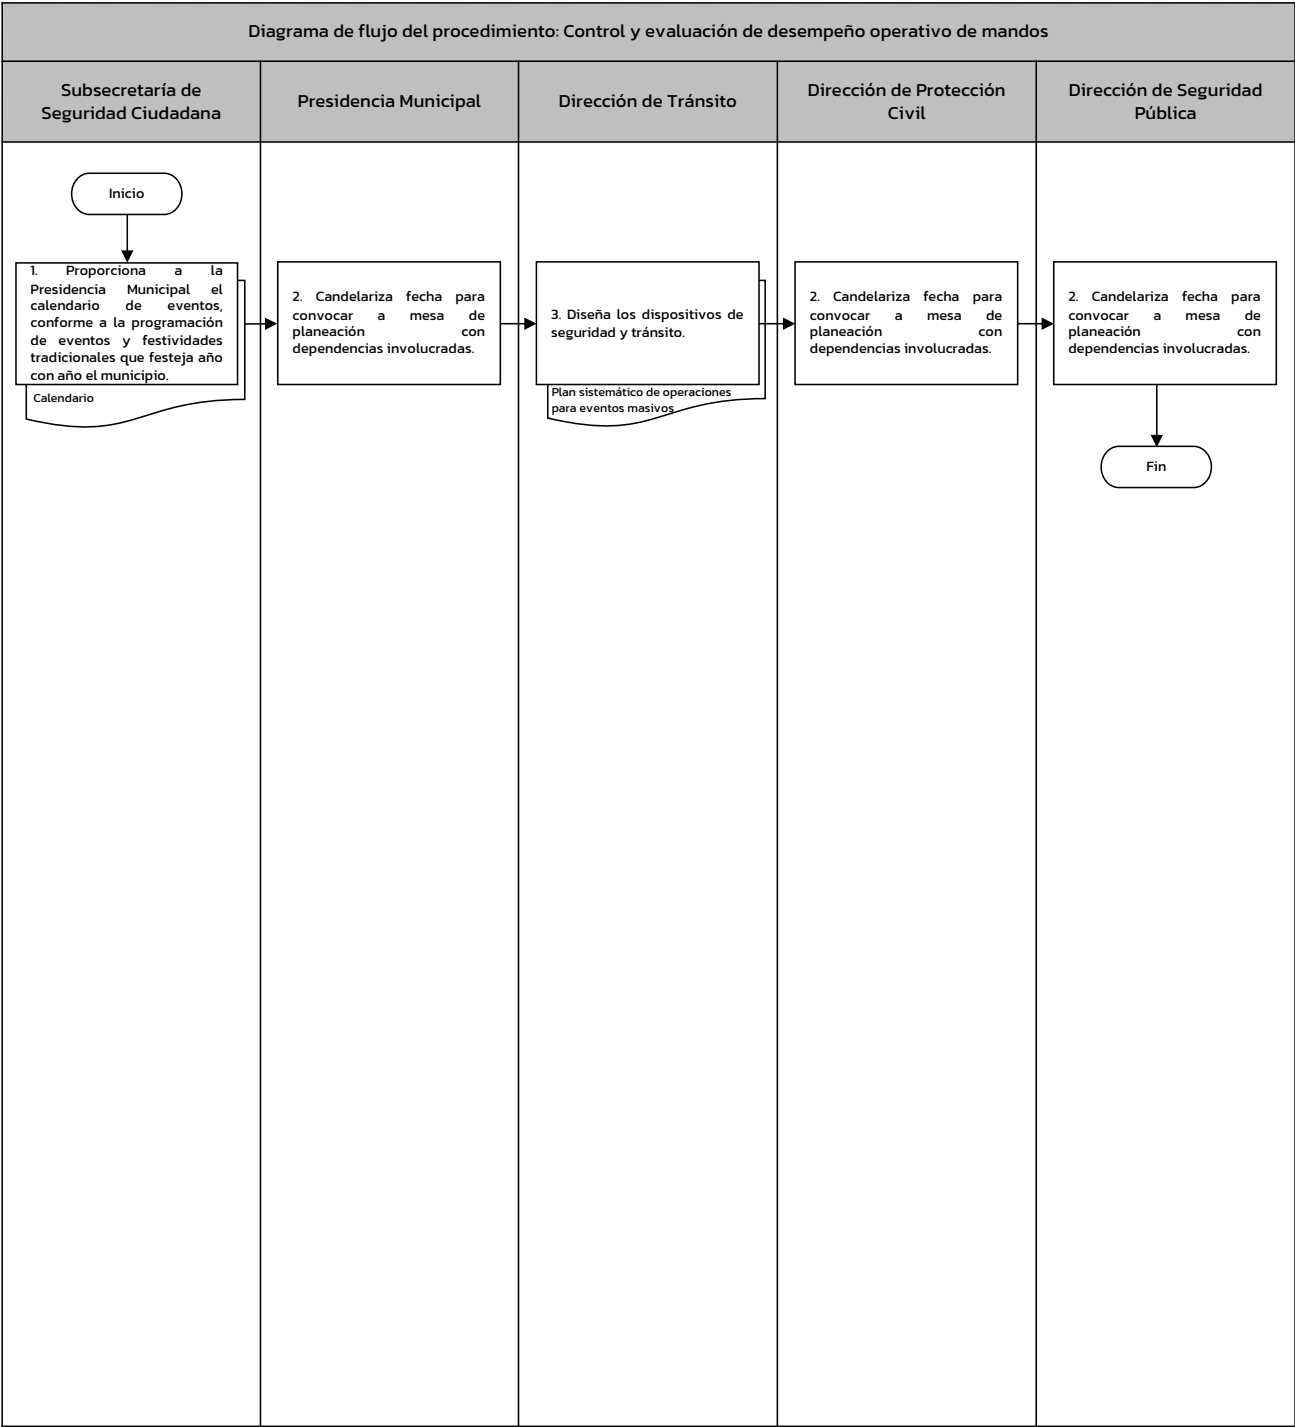 Diagrama de flujo del procedimiento: Control y evaluación de desempeño operativo de mandos
Subsecretaría de
Seguridad Ciudadana
Presidencia Municipal
Dirección de Tránsito
Dirección de Protección
Civil
Dirección de Seguridad
Pública
Inicio
1. Proporciona a la
Presidencia Municipal el
calendario de eventos,
conforme a la programación
de eventos y festividades
tradicionales que festeja año
con año el municipio.
Calendario
2. Candelariza fecha para
convocar a mesa de
planeación con
dependencias involucradas.
3. Diseña los dispositivos de
seguridad y tránsito.
Plan sistemático de operaciones
para eventos masivos
2. Candelariza fecha para
convocar a mesa de
planeación con
dependencias involucradas.
2. Candelariza fecha para
convocar a mesa de
planeación con
dependencias involucradas.
Fin